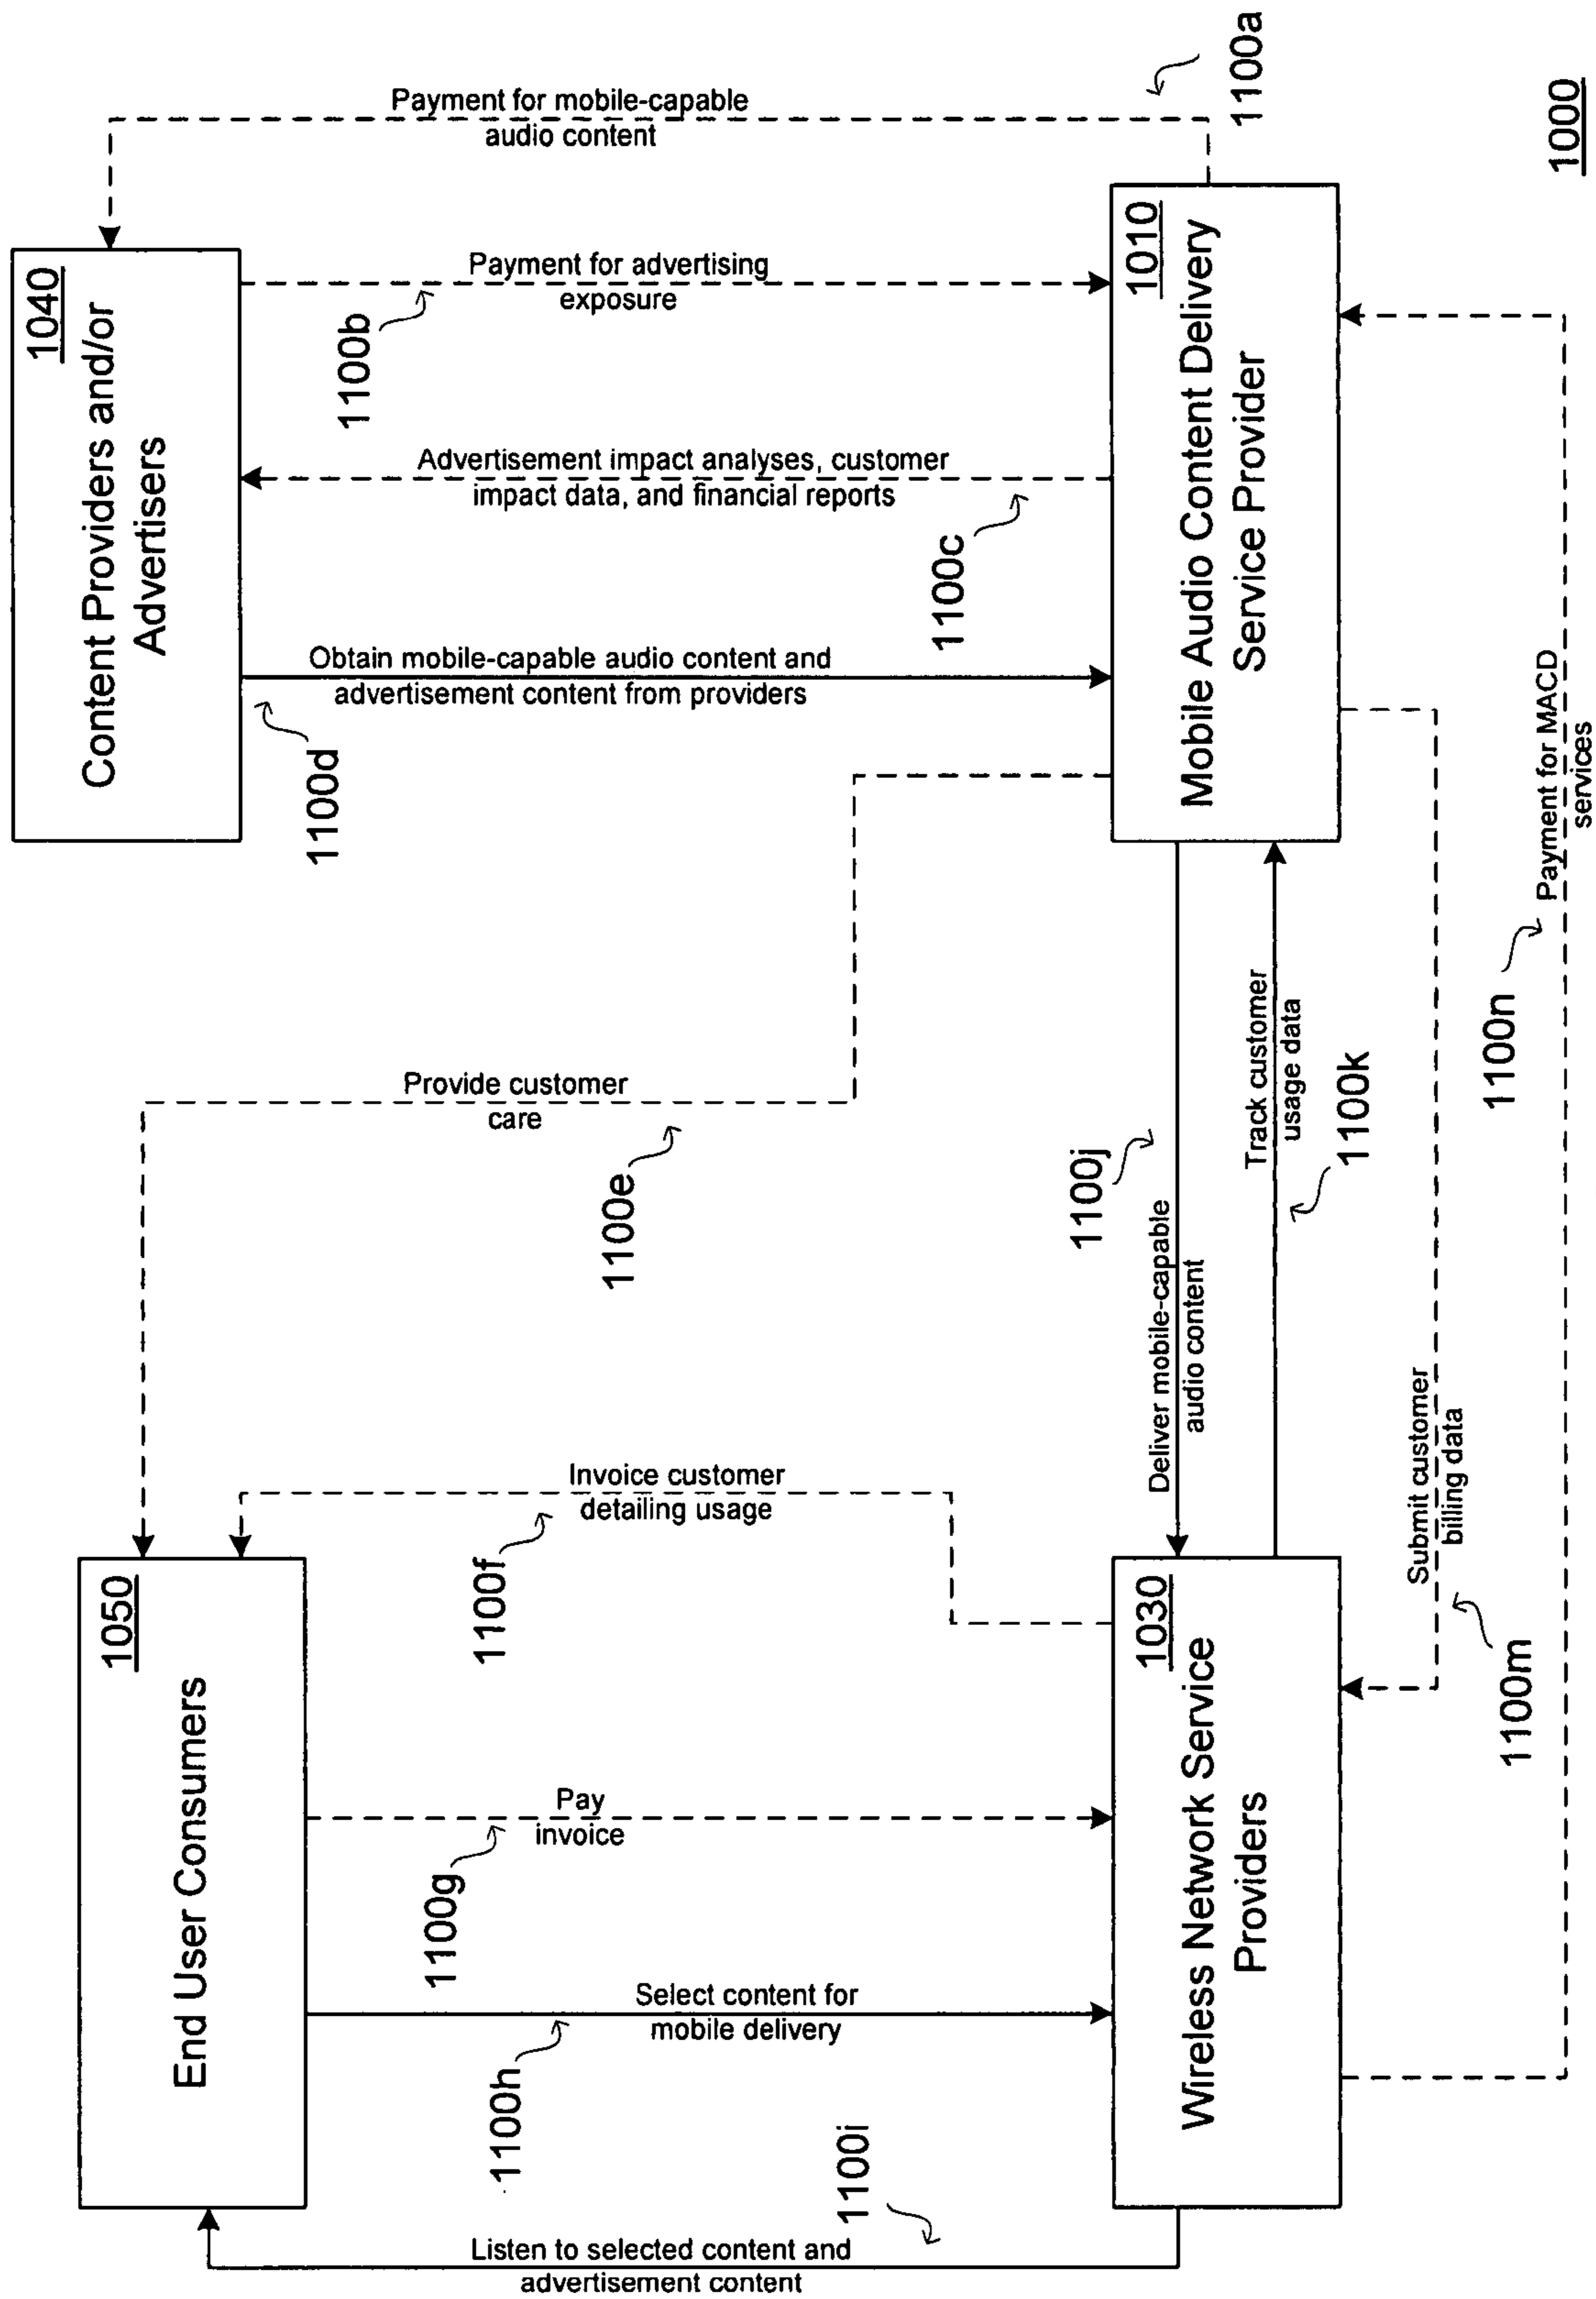 1050
End User Consumers
1040
Content Providers and/or
Advertisers
Payment for mobile-capable
audio content
1100a
Payment for advertising
exposure
1100b
Advertisement impact analyses, customer
impact data, and financial reports
1100c
Obtain mobile-capable audio content and
advertisement content from providers
1100d
Provide customer
care
1100e
Invoice customer
detailing usage
1100f
Pay
invoice
1100g
Select content for
mobile delivery
1100h
Listen to selected content and
advertisement content
1100i
1030
Wireless Network Service
Providers
1010
Mobile Audio Content Delivery
Service Provider
1100j
Deliver mobile-capable
audio content
Track customer
usage data
1100k
Submit customer
billing data
1100m
Payment for MACD
services
1100n
1000